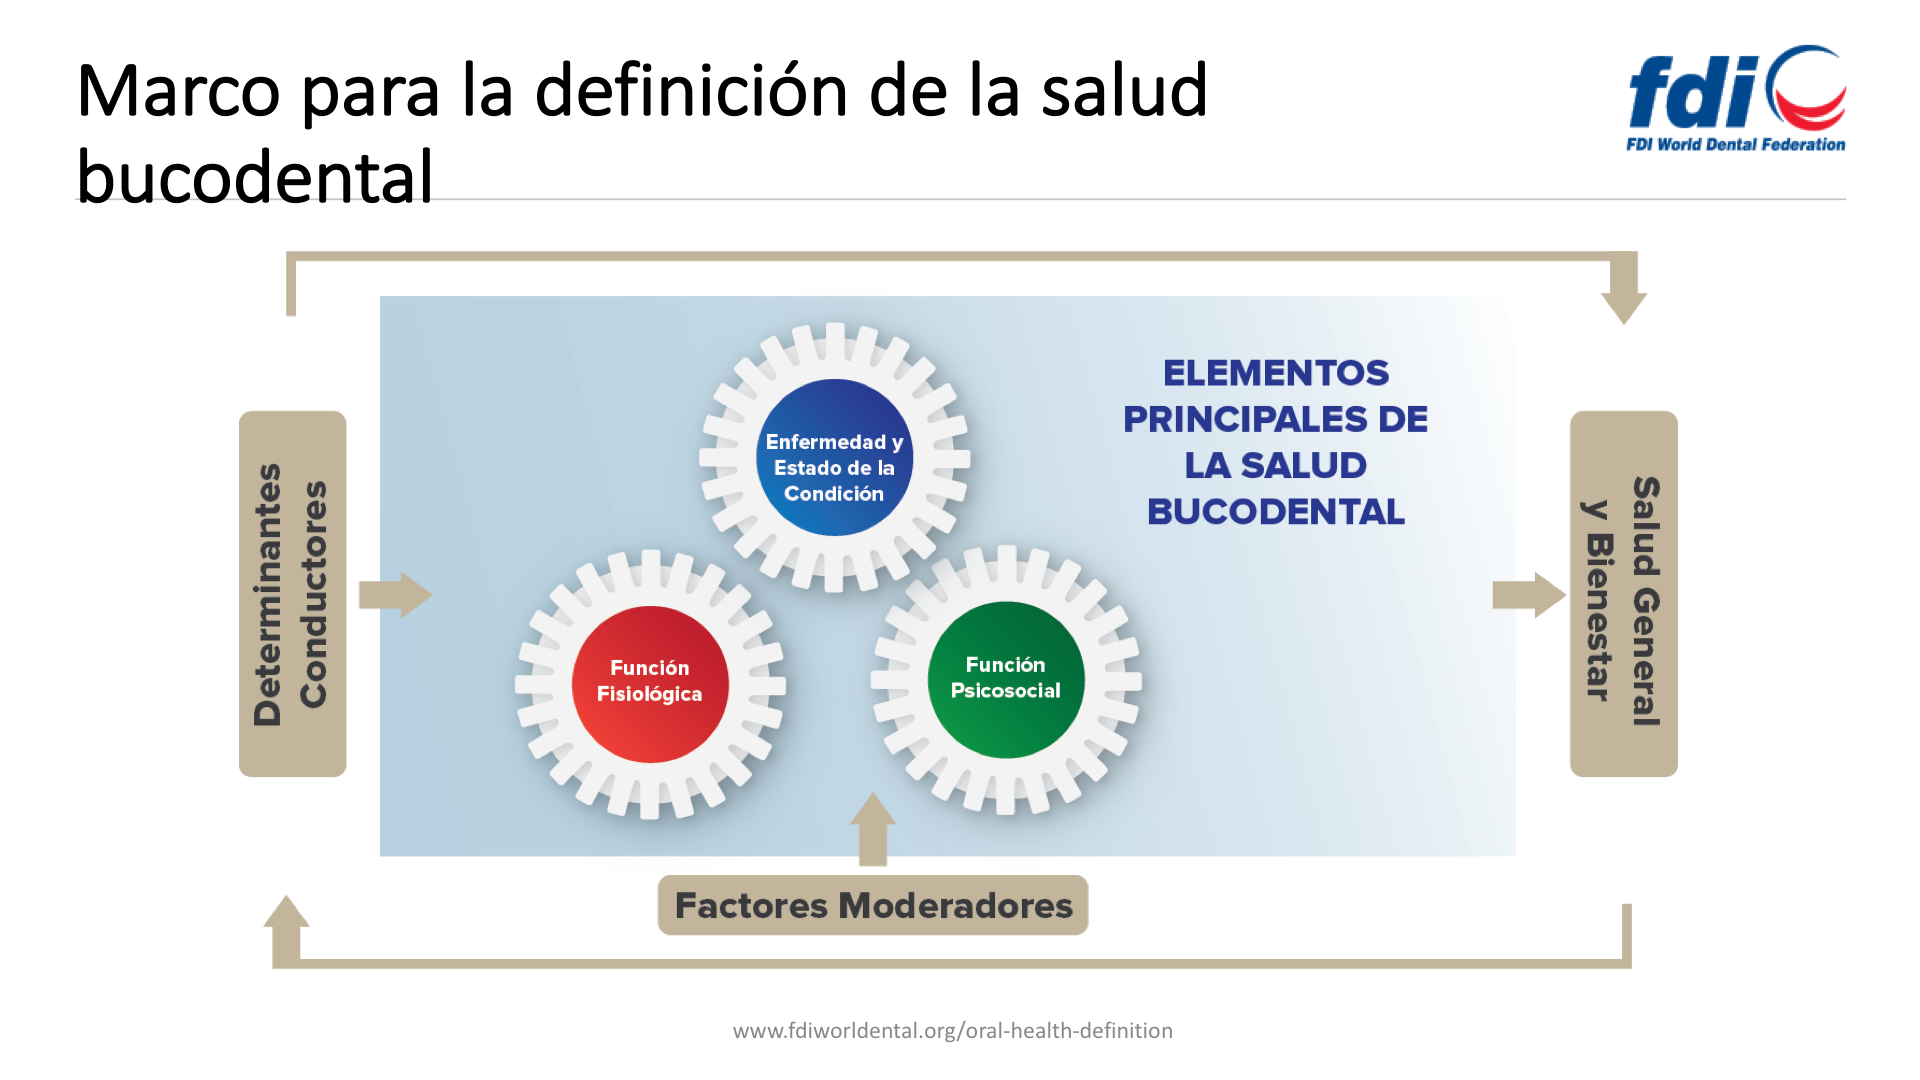 Marco para la definición de la salud
bucodental
fdi
FDI World Dental Federation
ELEMENTOS
PRINCIPALES DE
LA SALUD
BUCODENTAL
Enfermedad y
Estado de la
Condición
Función
Fisiológica
Función
Psicosocial
Determinantes
Conductores
Salud General
y Bienestar
Factores Moderadores
www.fdiworldental.org/oral-health-definition